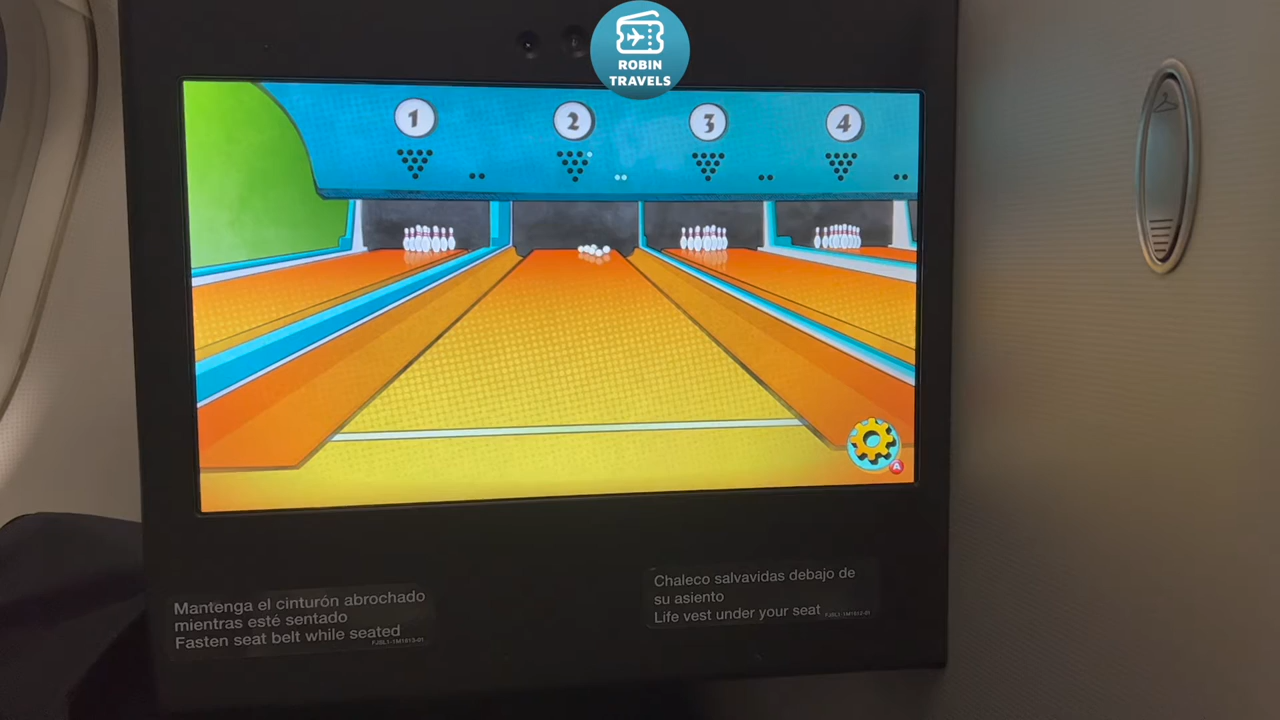 ROBIN
TRAVELS
1 2 3 4
A
Mantenga el cinturón abrochado
mientras esté sentado
Fasten seat belt while seated
Chaleco salvavidas debajo de
su asiento
Life vest under your seat